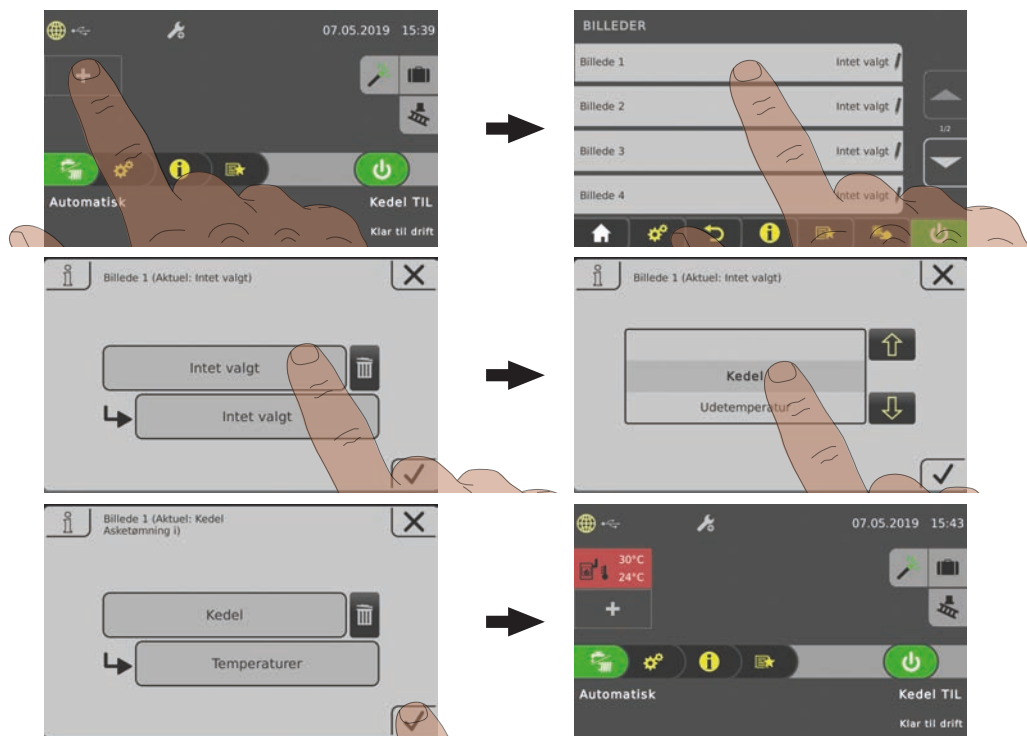 07.05.2019 15:39
Automatisk
Kedel TIL
Klar til drift
BILLEDER
Billede 1 Intet valgt
Billede 2 Intet valgt
1/2
Billede 3 Intet valgt
Billede 4 Intet valgt
Billede 1 (Aktuel: Intet valgt)
Intet valgt
Intet valgt
Billede 1 (Aktuel: Intet valgt)
Kedel
Udetemperatur
Billede 1 (Aktuel: Kedel
Asketømning i)
Kedel
Temperaturer
07.05.2019 15:43
30°C
24°C
Automatisk
Kedel TIL
Klar til drift